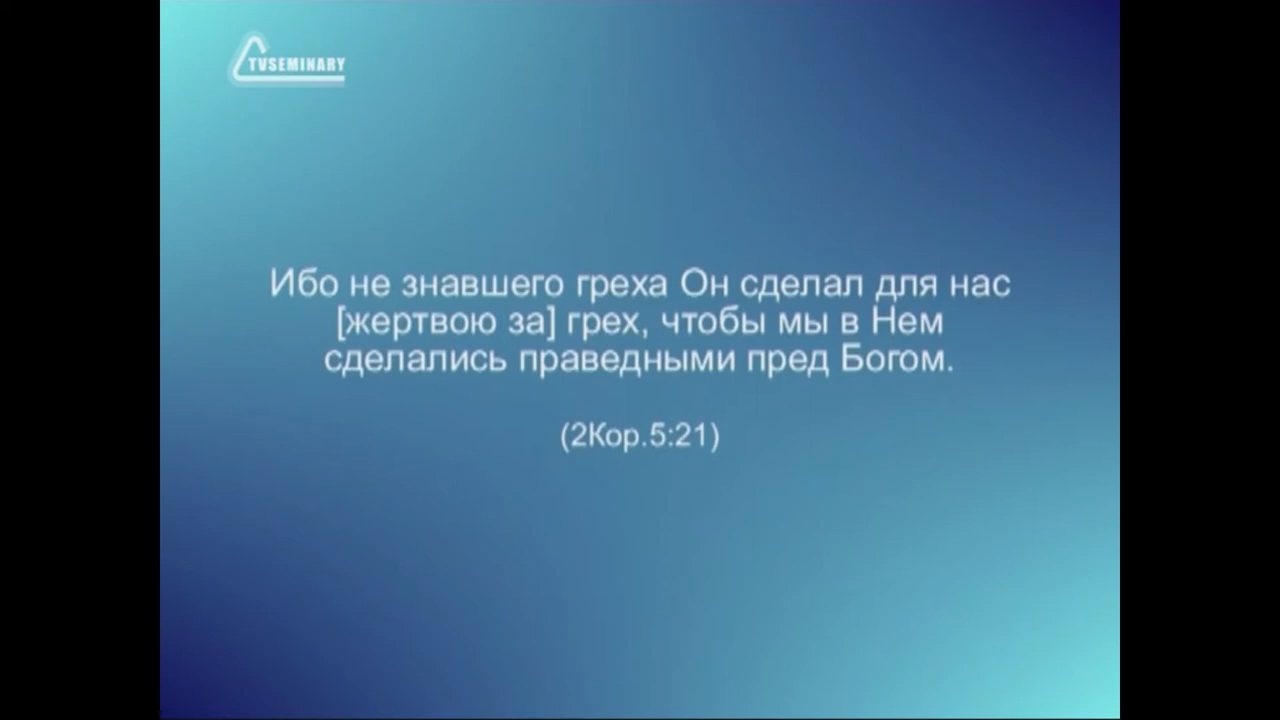 TVSEMINARY
Ибо не знавшего греха Он сделал для нас
[жертвою за] грех, чтобы мы в Нем
сделались праведными пред Богом.
(2Кор.5:21)